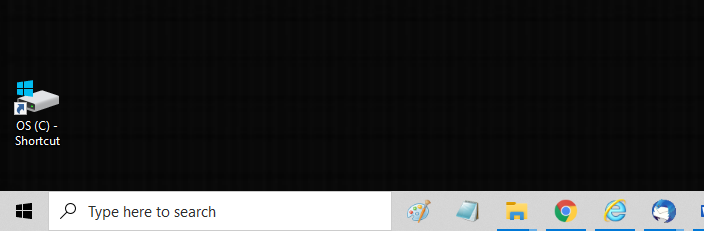 OS (C) -
Shortcut
Type here to search